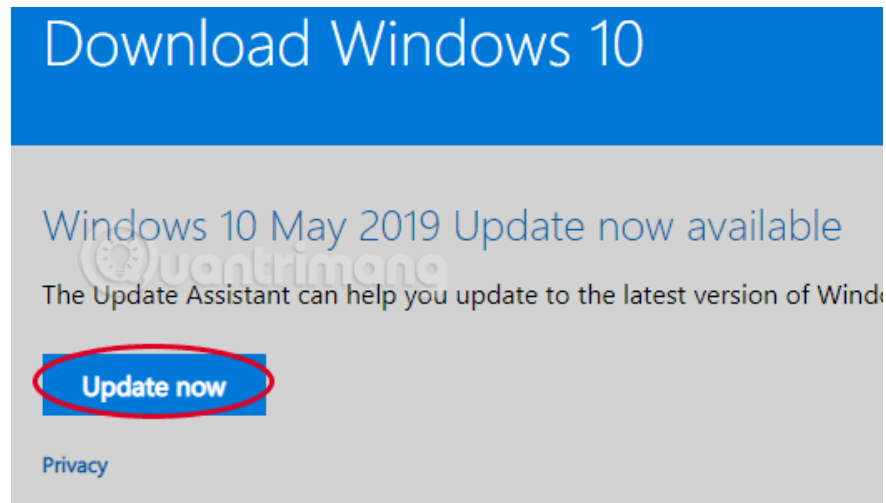 Download Windows 10
Windows 10 May 2019 Update now available
Quantrimang
The Update Assistant can help you update to the latest version of Windo
Update now
Privacy